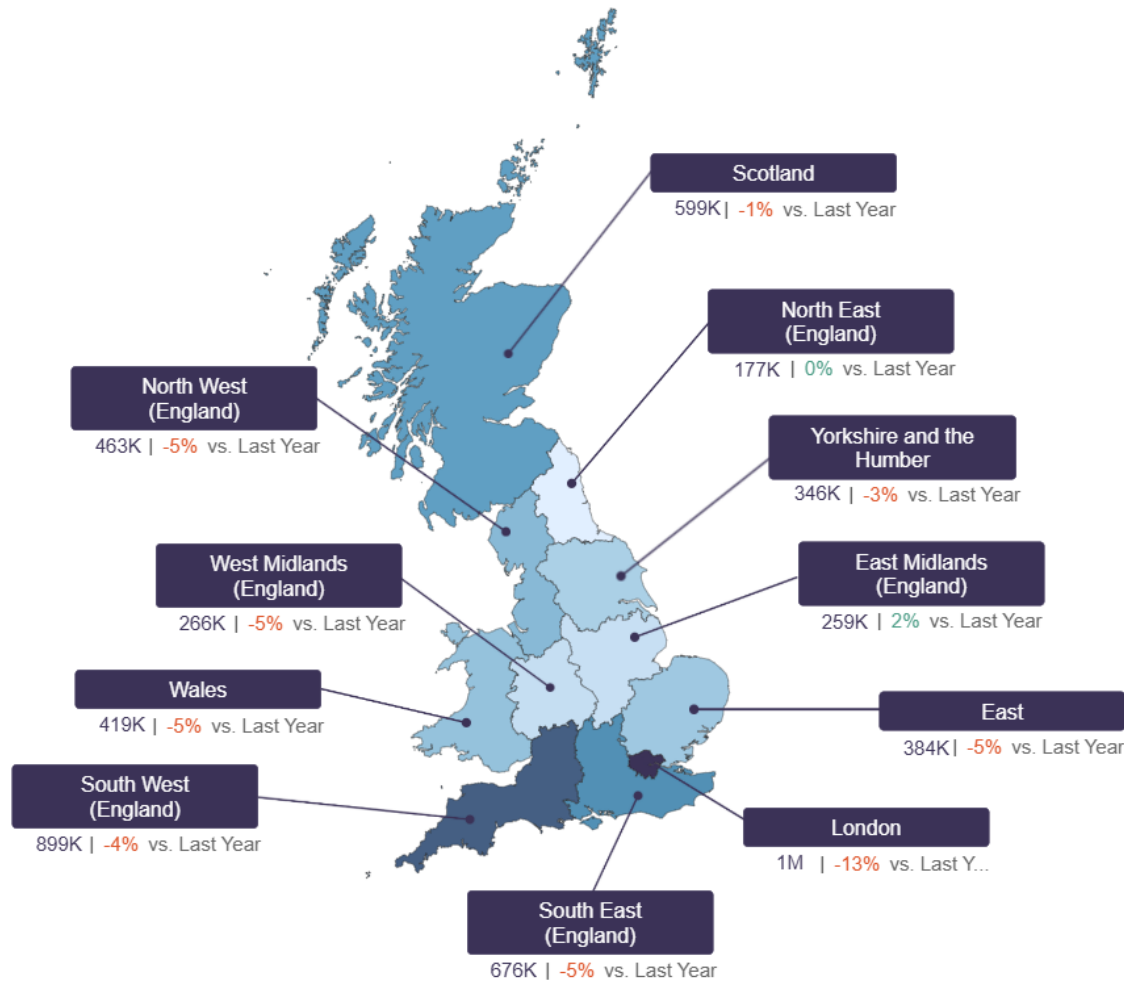 Scotland
599K | -1% vs. Last Year
North East
(England)
177K | 0% vs. Last Year
North West
(England)
463K | -5% vs. Last Year
Yorkshire and the
Humber
346K | -3% vs. Last Year
West Midlands
(England)
266K | -5% vs. Last Year
East Midlands
(England)
259K | 2% vs. Last Year
Wales
419K | -5% vs. Last Year
East
384K | -5% vs. Last Year
South West
(England)
899K | -4% vs. Last Year
London
1M | -13% vs. Last Y...
South East
(England)
676K | -5% vs. Last Year